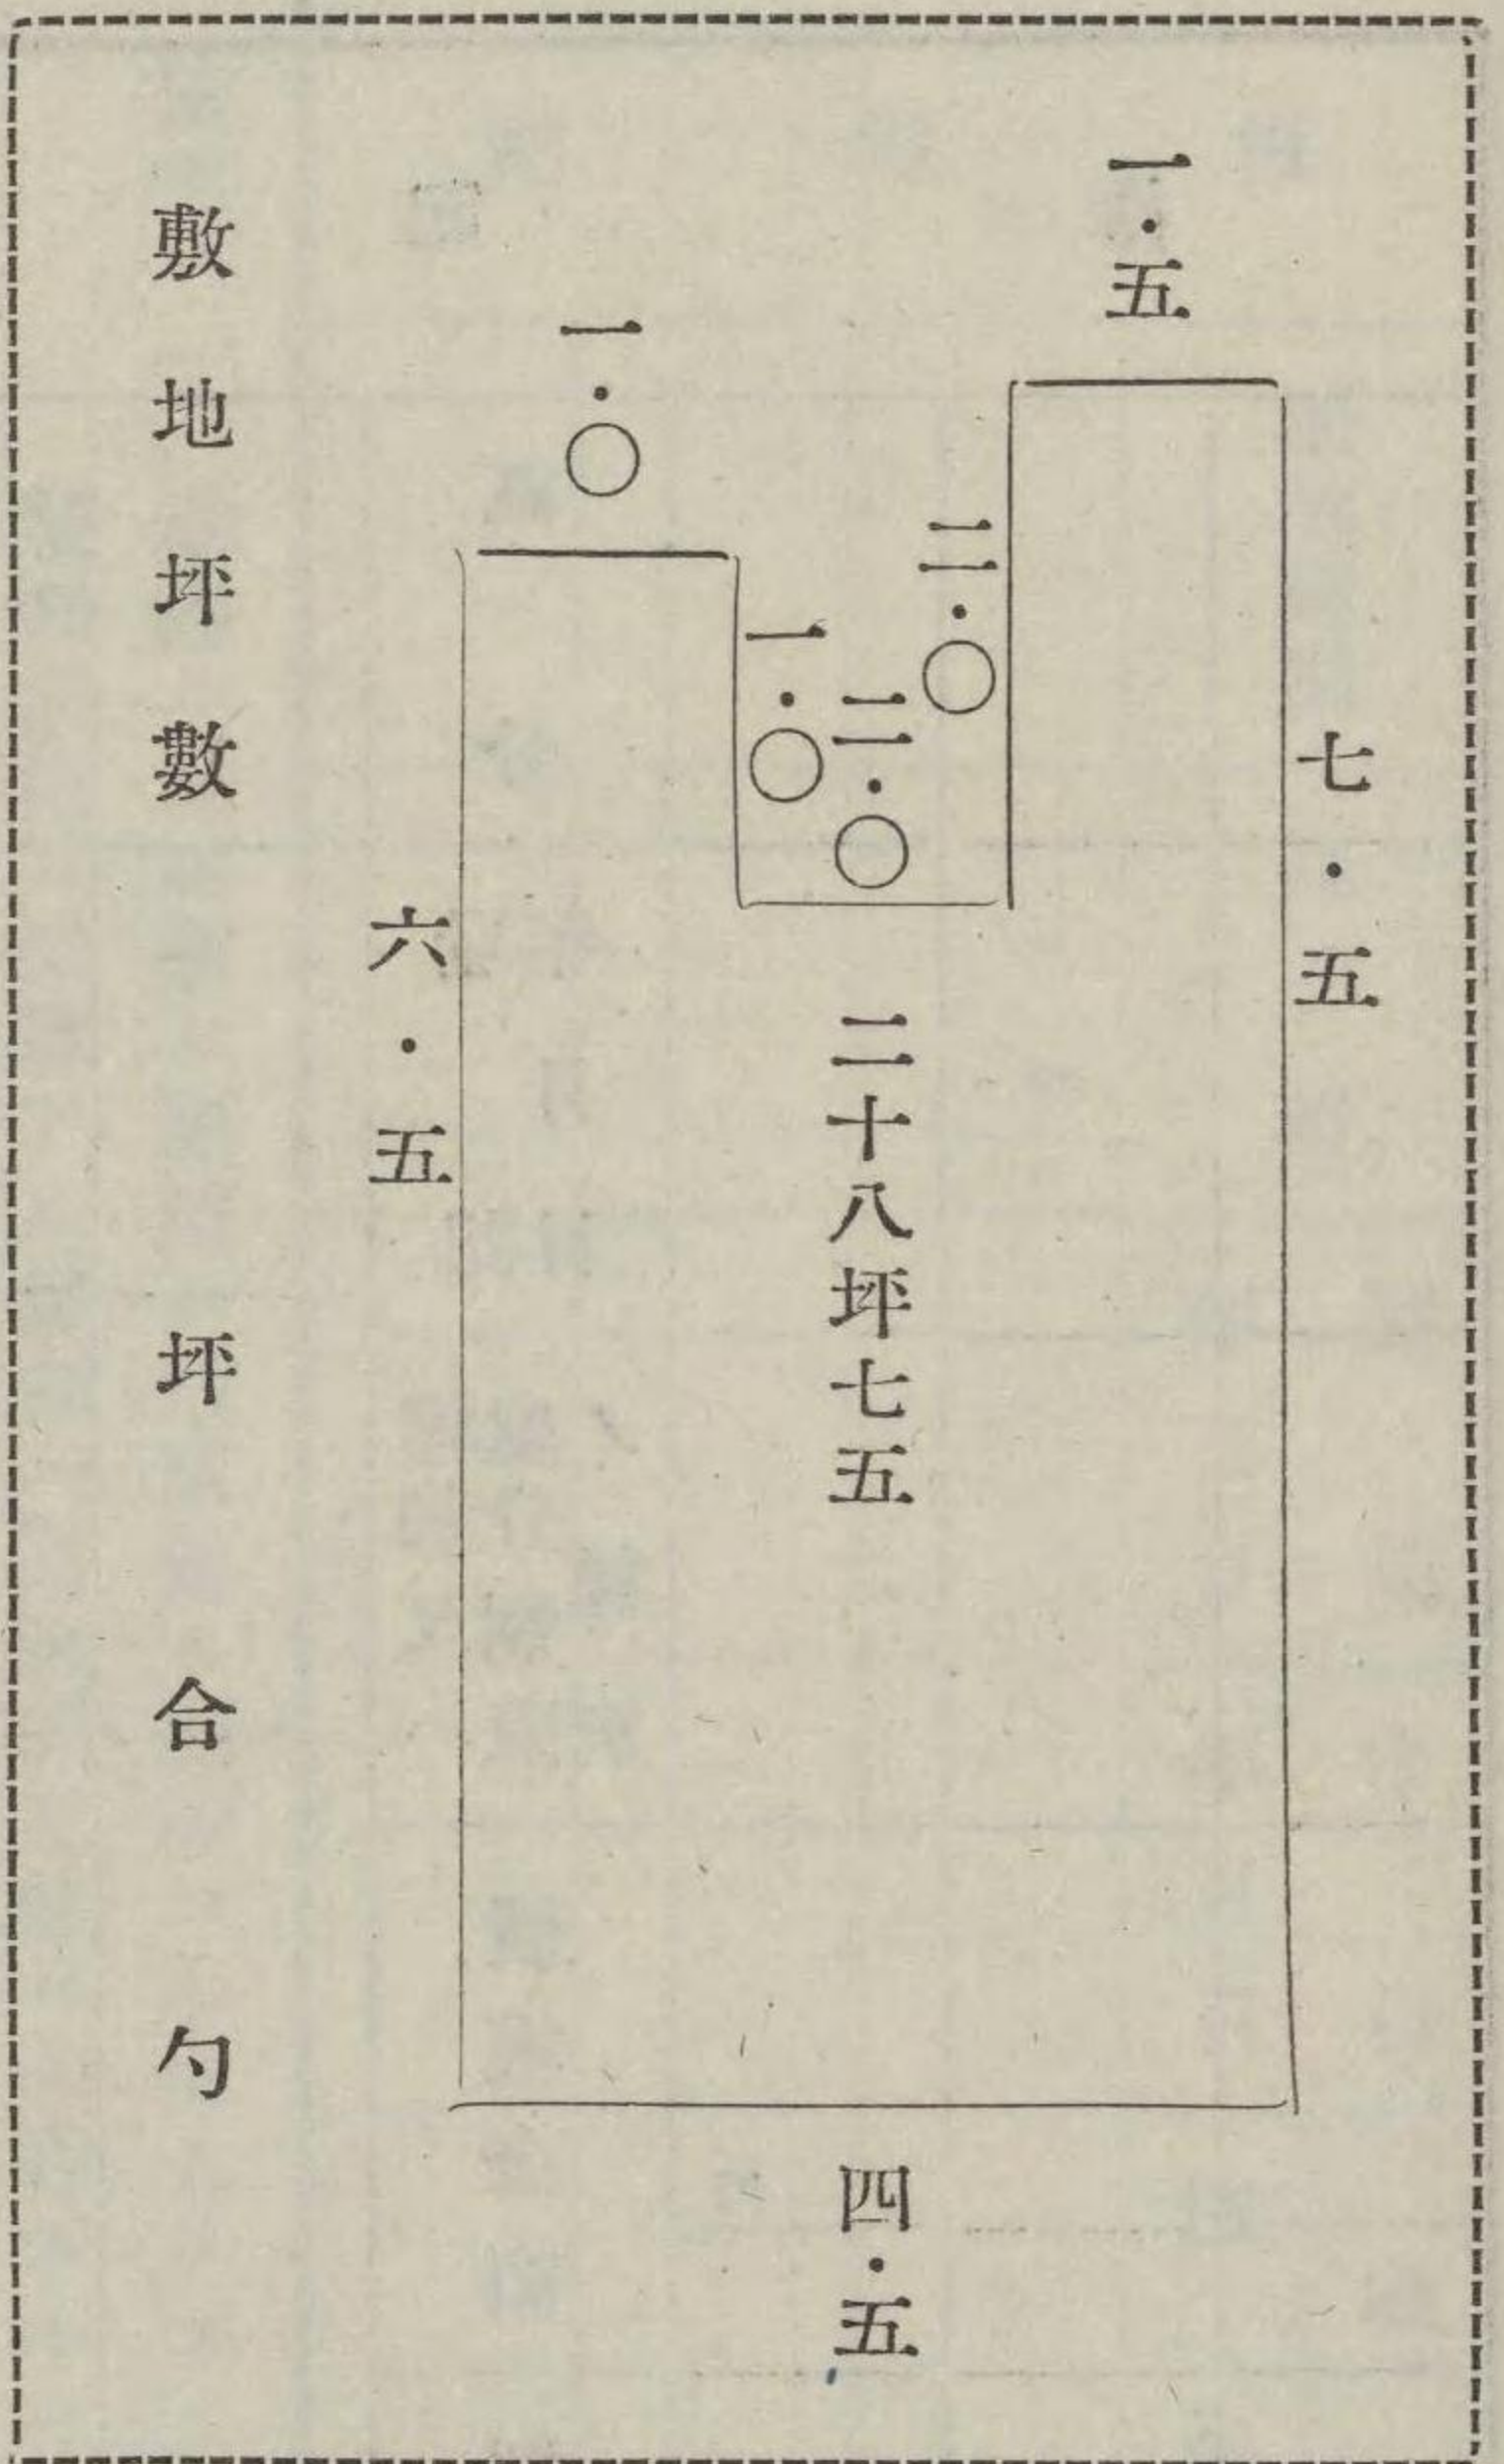 一・五
七・五
二・〇
二・〇
一・〇
一・〇
二十八坪七五
四・五
六・五
敷地坪數　坪　合　勺